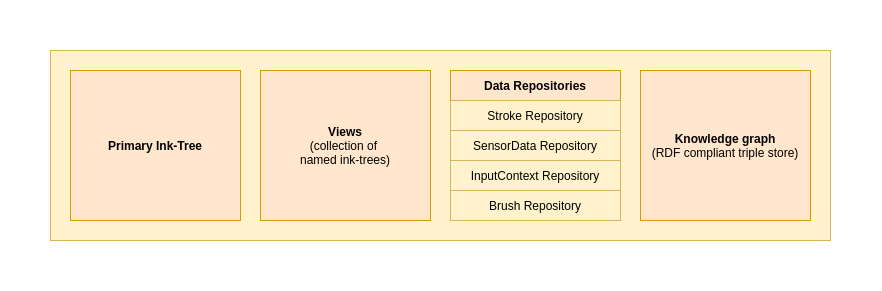 Primary Ink-Tree
Views
(collection of
named ink-trees)
Data Repositories
Stroke Repository
SensorData Repository
InputContext Repository
Brush Repository
Knowledge graph
(RDF compliant triple store)